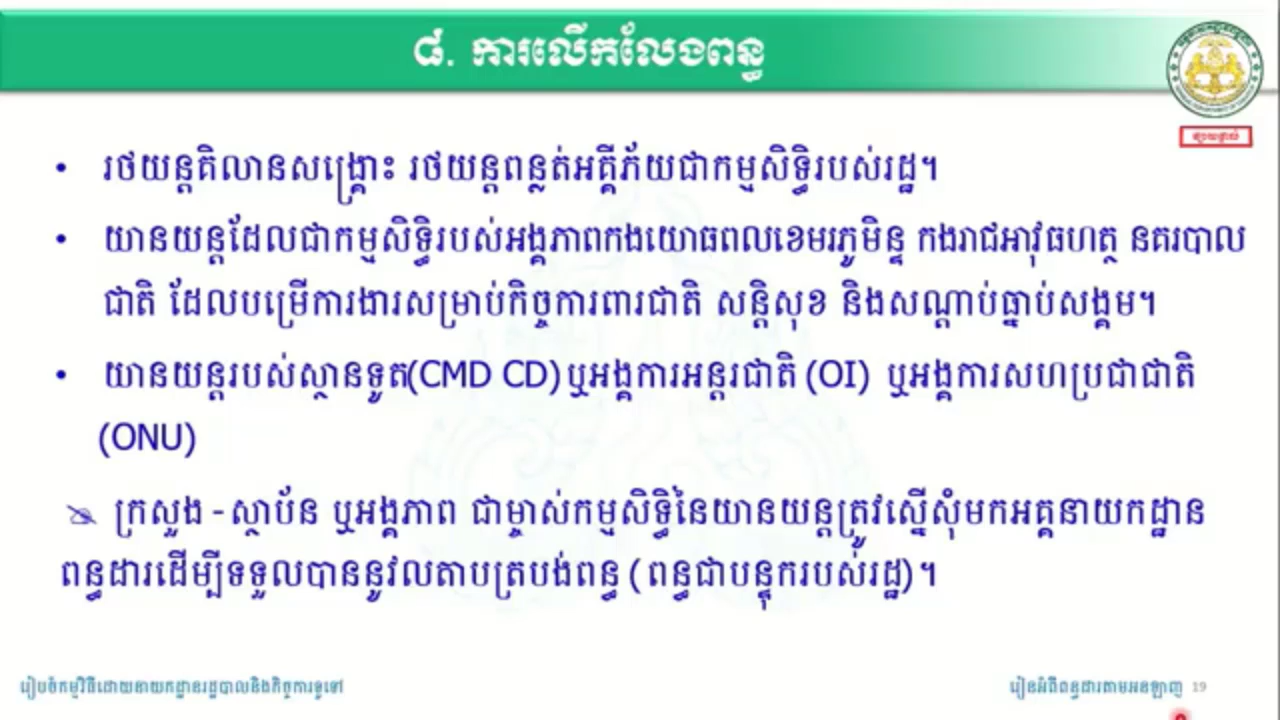 ៨. ការលើកលែងពន្ធ
ផ្សាយផ្ទាល់
• រថយន្តគិលានសង្គ្រោះ រថយន្តពន្លត់អគ្គីភ័យជាកម្មសិទ្ធិរបស់រដ្ឋ។
• យានយន្តដែលជាកម្មសិទ្ធិរបស់អង្គភាពកងយោធពលខេមរភូមិន្ទ កងរាជអាវុធហត្ថ នគរបាល
ជាតិ ដែលបម្រើការងារសម្រាប់កិច្ចការពារជាតិ សន្តិសុខ និងសណ្តាប់ធ្នាប់សង្គម។
• យានយន្តរបស់ស្ថានទូត(CMD CD) ឬអង្គការអន្តរជាតិ (OI) ឬអង្គការសហប្រជាជាតិ
(ONU)
ក្រសួង - ស្ថាប័ន ឬអង្គភាព ជាម្ចាស់កម្មសិទ្ធិនៃយានយន្តត្រូវស្នើសុំមកអគ្គនាយកដ្ឋាន
ពន្ធដារដើម្បីទទួលបាននូវលតាបត្របង់ពន្ធ ( ពន្ធជាបន្ទុករបស់រដ្ឋ) ។
រៀបចំកម្មវិធីដោយនាយកដ្ឋានរដ្ឋបាលនិងកិច្ចការទូទៅ
រៀនអំពីពន្ធដារតាមអនឡាញ 19